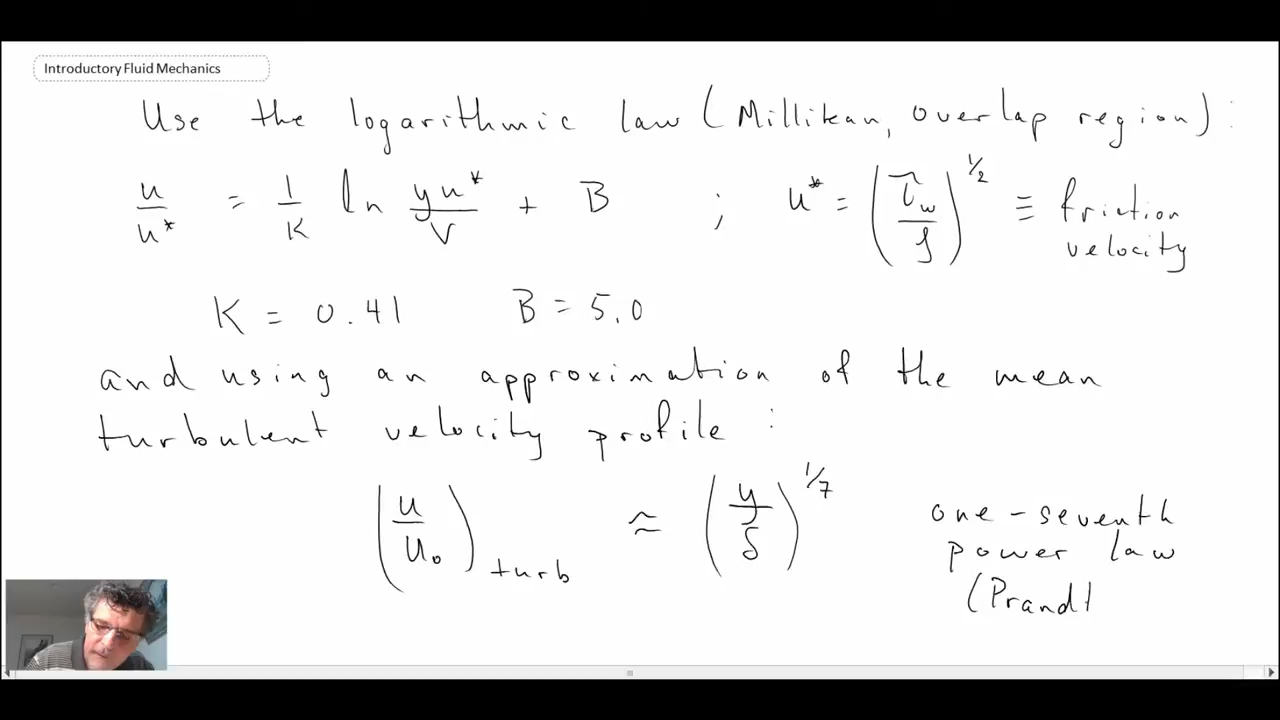 Introductory Fluid Mechanics
Use the logarithmic law (Millikan, overlap region):
u/u* = 1/K ln yu*/ν + B ; u* = (τw/ρ)^1/2 ≡ friction velocity
K = 0.41 B = 5.0
and using an approximation of the mean
turbulent velocity profile :
(u/U₀)turb ≈ (y/δ)^1/7 one-seventh
power law
(Prandt